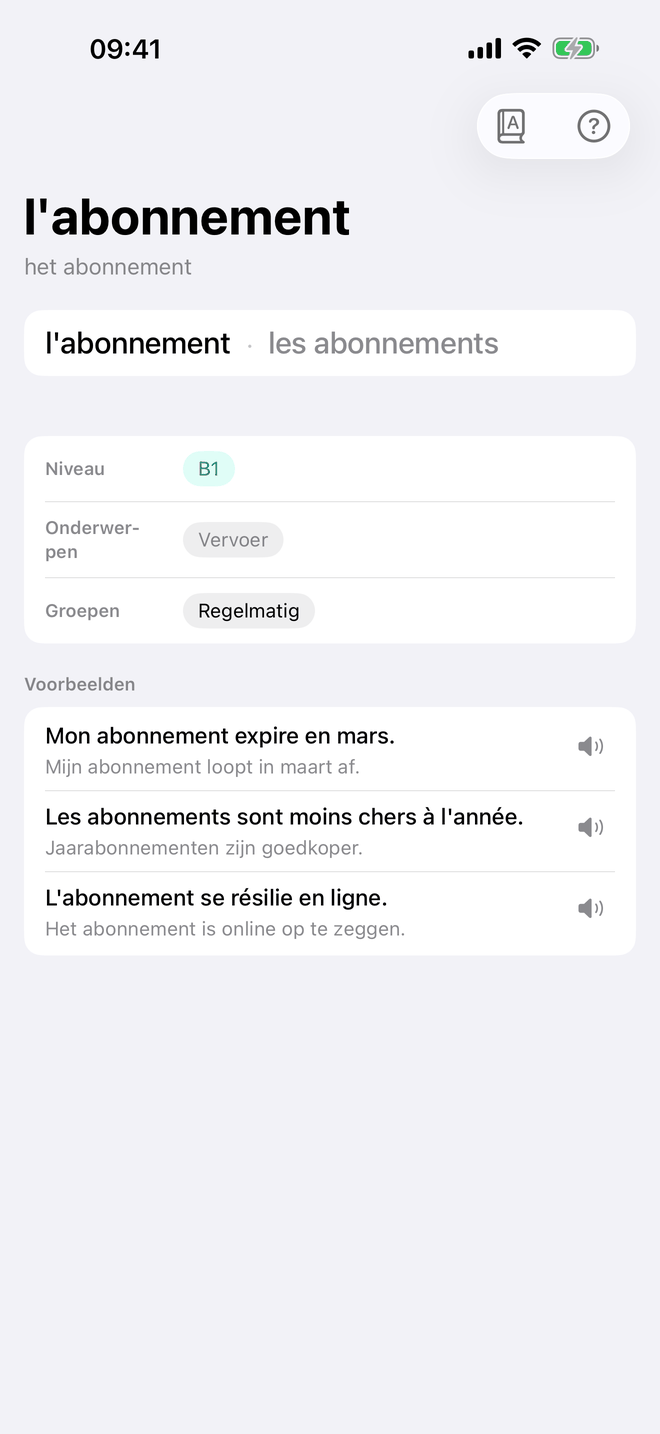 09:41
l'abonnement
het abonnement
l'abonnement · les abonnements
Niveau B1
Onderwer-
pen Vervoer
Groepen Regelmatig
Voorbeelden
Mon abonnement expire en mars.
Mijn abonnement loopt in maart af.
Les abonnements sont moins chers à l'année.
Jaarabonnementen zijn goedkoper.
L'abonnement se résilie en ligne.
Het abonnement is online op te zeggen.